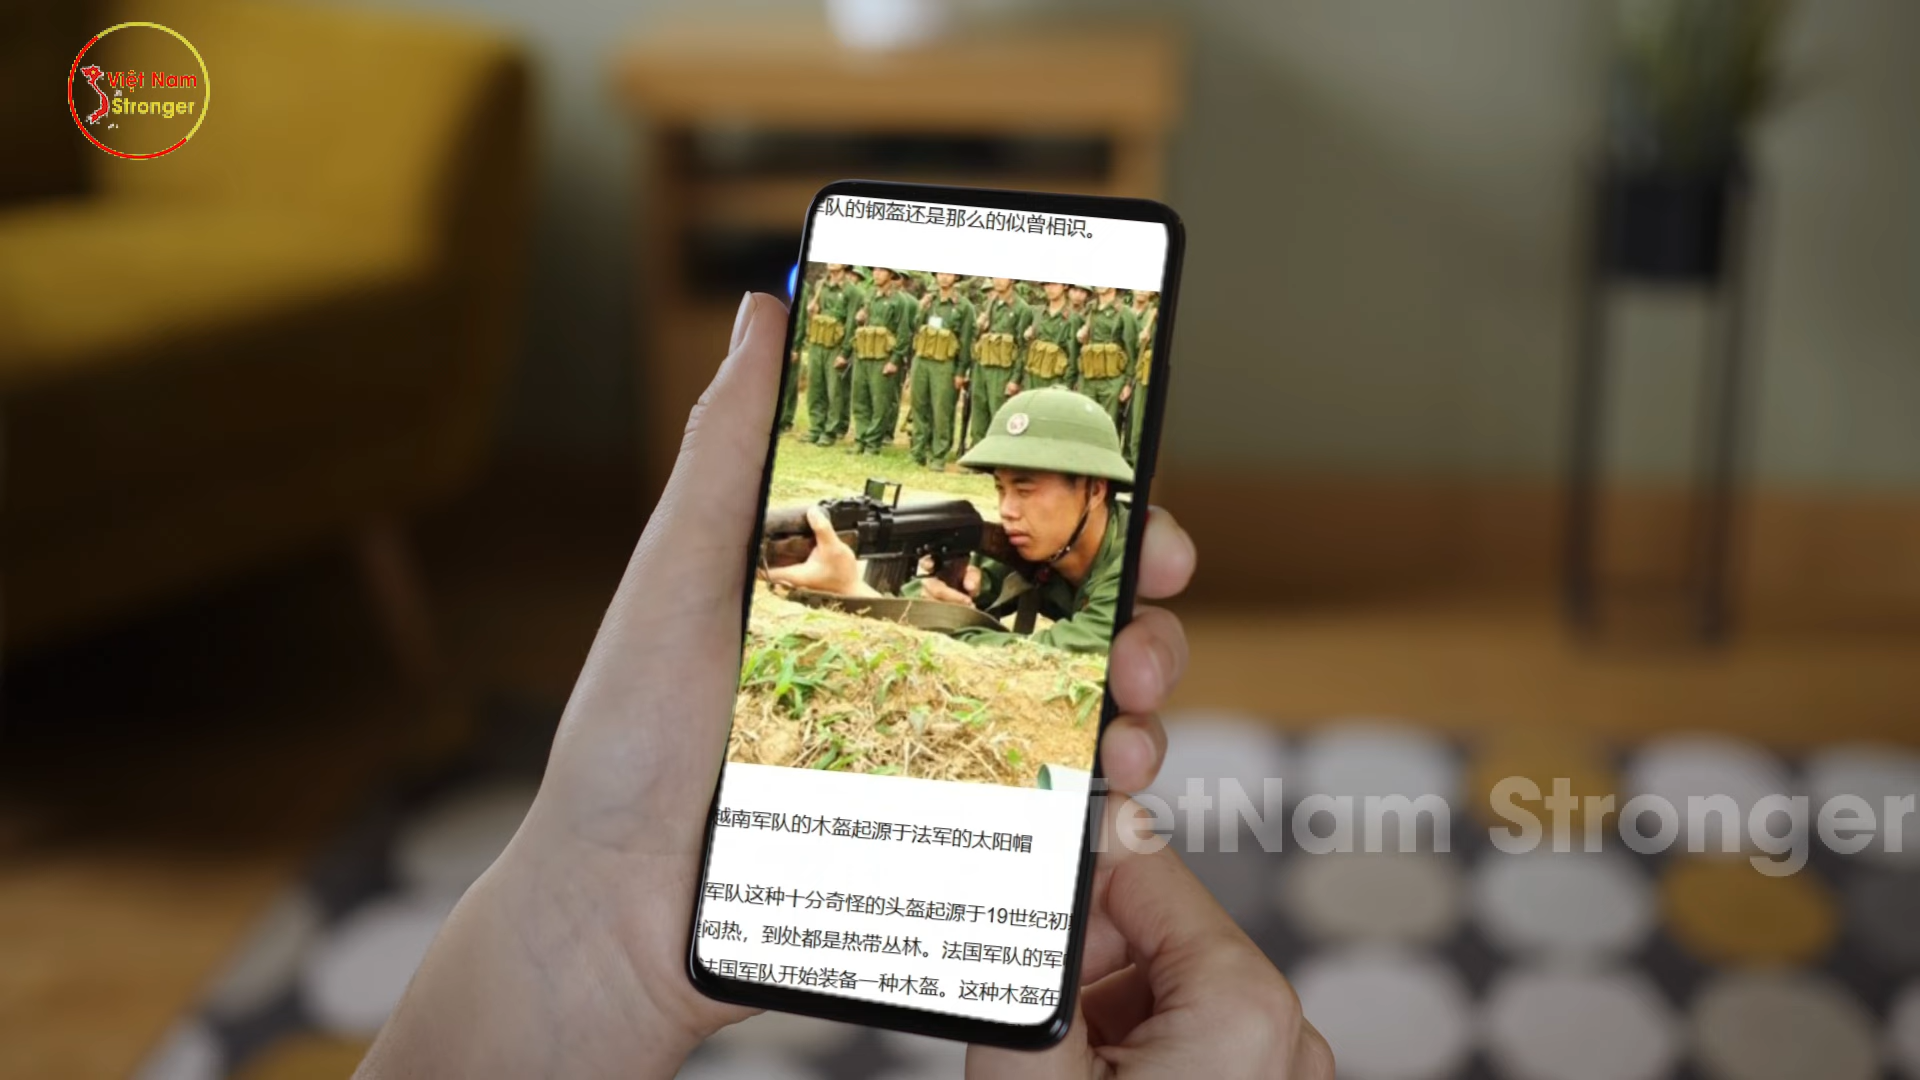 Việt Nam
Stronger
军队的钢盔还是那么的似曾相识。
越南军队的木盔起源于法军的太阳帽
VietNam Stronger
军队这种十分奇怪的头盔起源于19世纪初
闷热，到处都是热带丛林。法国军队的军
法国军队开始装备一种木盔。这种木盔在